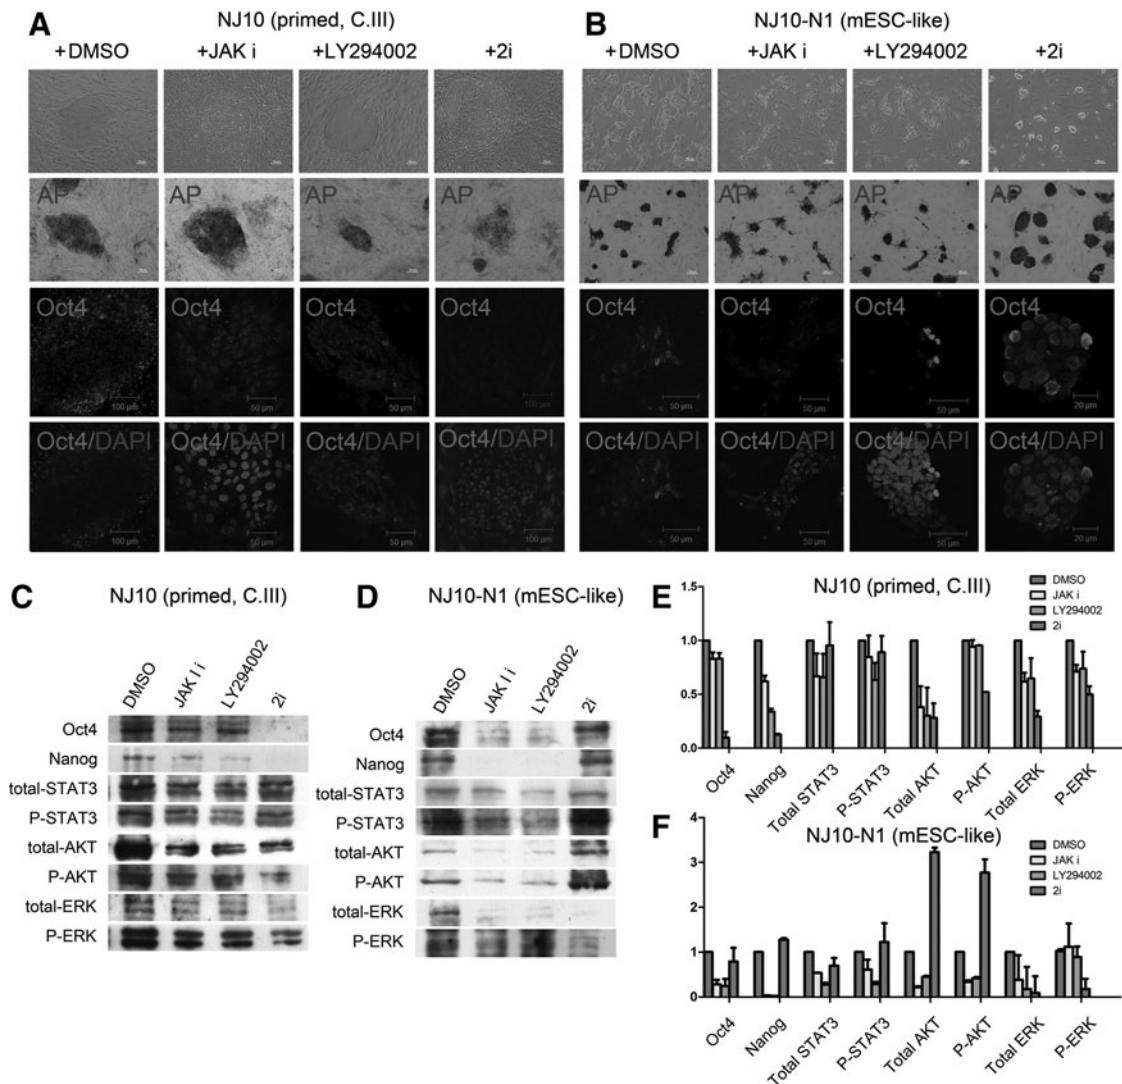 A NJ10 (primed, C.III)
+DMSO +JAK i +LY294002 +2i
AP AP AP AP
Oct4 Oct4 Oct4 Oct4
100 µm 50 µm 50 µm 100 µm
Oct4/DAPI Oct4/DAPI Oct4/DAPI Oct4/DAPI
100 µm 50 µm 50 µm 100 µm
B NJ10-N1 (mESC-like)
+DMSO +JAK i +LY294002 +2i
AP AP AP AP
Oct4 Oct4 Oct4 Oct4
50 µm 50 µm 50 µm 20 µm
Oct4/DAPI Oct4/DAPI Oct4/DAPI Oct4/DAPI
50 µm 50 µm 50 µm 20 µm
C NJ10 (primed, C.III)
DMSO JAK I i LY294002 2i
Oct4
Nanog
total-STAT3
P-STAT3
total-AKT
P-AKT
total-ERK
P-ERK
D NJ10-N1 (mESC-like)
DMSO JAK I i LY294002 2i
Oct4
Nanog
total-STAT3
P-STAT3
total-AKT
P-AKT
total-ERK
P-ERK
E NJ10 (primed, C.III)
1.5
1.0
0.5
0.0
DMSO
JAK i
LY294002
2i
Oct4 Nanog Total STAT3 P-STAT3 Total AKT P-AKT Total ERK P-ERK
F NJ10-N1 (mESC-like)
4
3
2
1
0
DMSO
JAK i
LY294002
2i
Oct4 Nanog Total STAT3 P-STAT3 Total AKT P-AKT Total ERK P-ERK